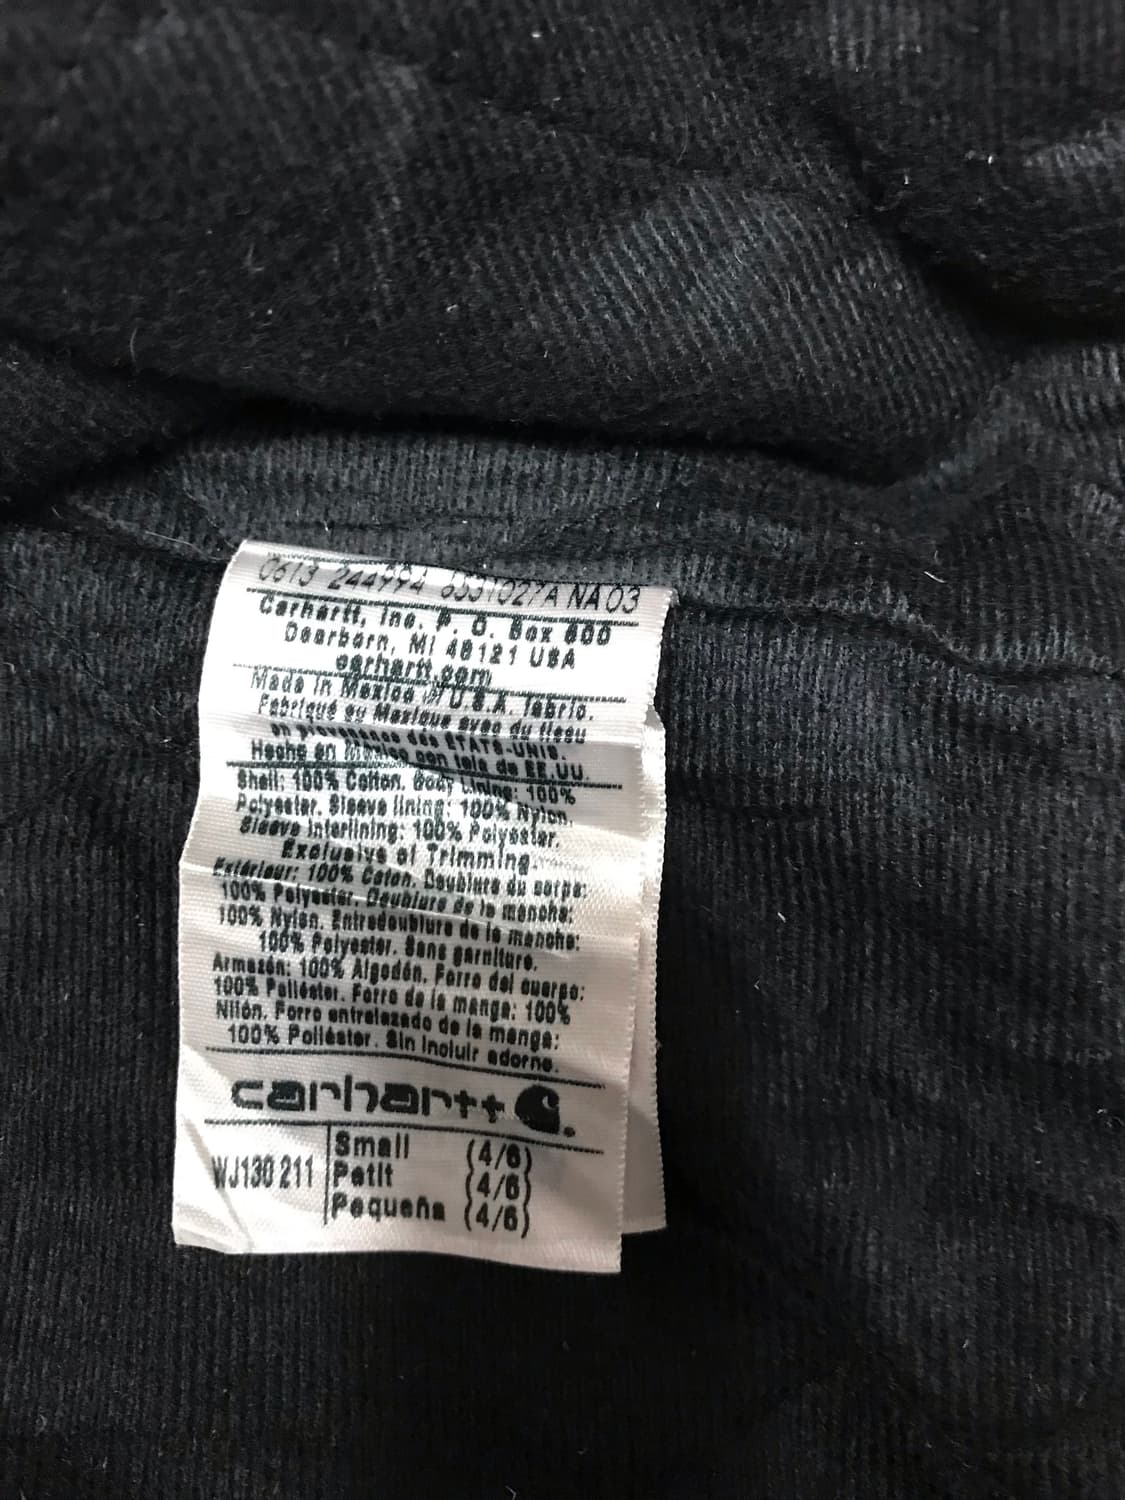 0613 244994 6531027A NA 03
Carhartt, Inc. P. O. Box 600
Dearborn, MI 48121 USA
carhartt.com
Made in Mexico of U.S.A. fabric.
Fabriqué au Mexique avec du tissu
en provenance des ÉTATS-UNIS.
Hecho en México con tela de EE.UU.
Shell: 100% Cotton. Body Lining: 100%
Polyester. Sleeve lining: 100% Nylon.
Sleeve Interlining: 100% Polyester.
Exclusive of Trimming.
Extérieur: 100% Coton. Doublure du corps:
100% Polyester. Doublure de la manche:
100% Nylon. Entredoublure de la manche:
100% Polyester. Sans garniture.
Armazón: 100% Algodón. Forro del cuerpo:
100% Poliéster. Forro de la manga: 100%
Nilón. Forro entrelazado de la manga:
100% Poliéster. Sin incluir adorno.
carhartt
WJ130 211
Small (4/6)
Petit (4/6)
Pequeña (4/6)